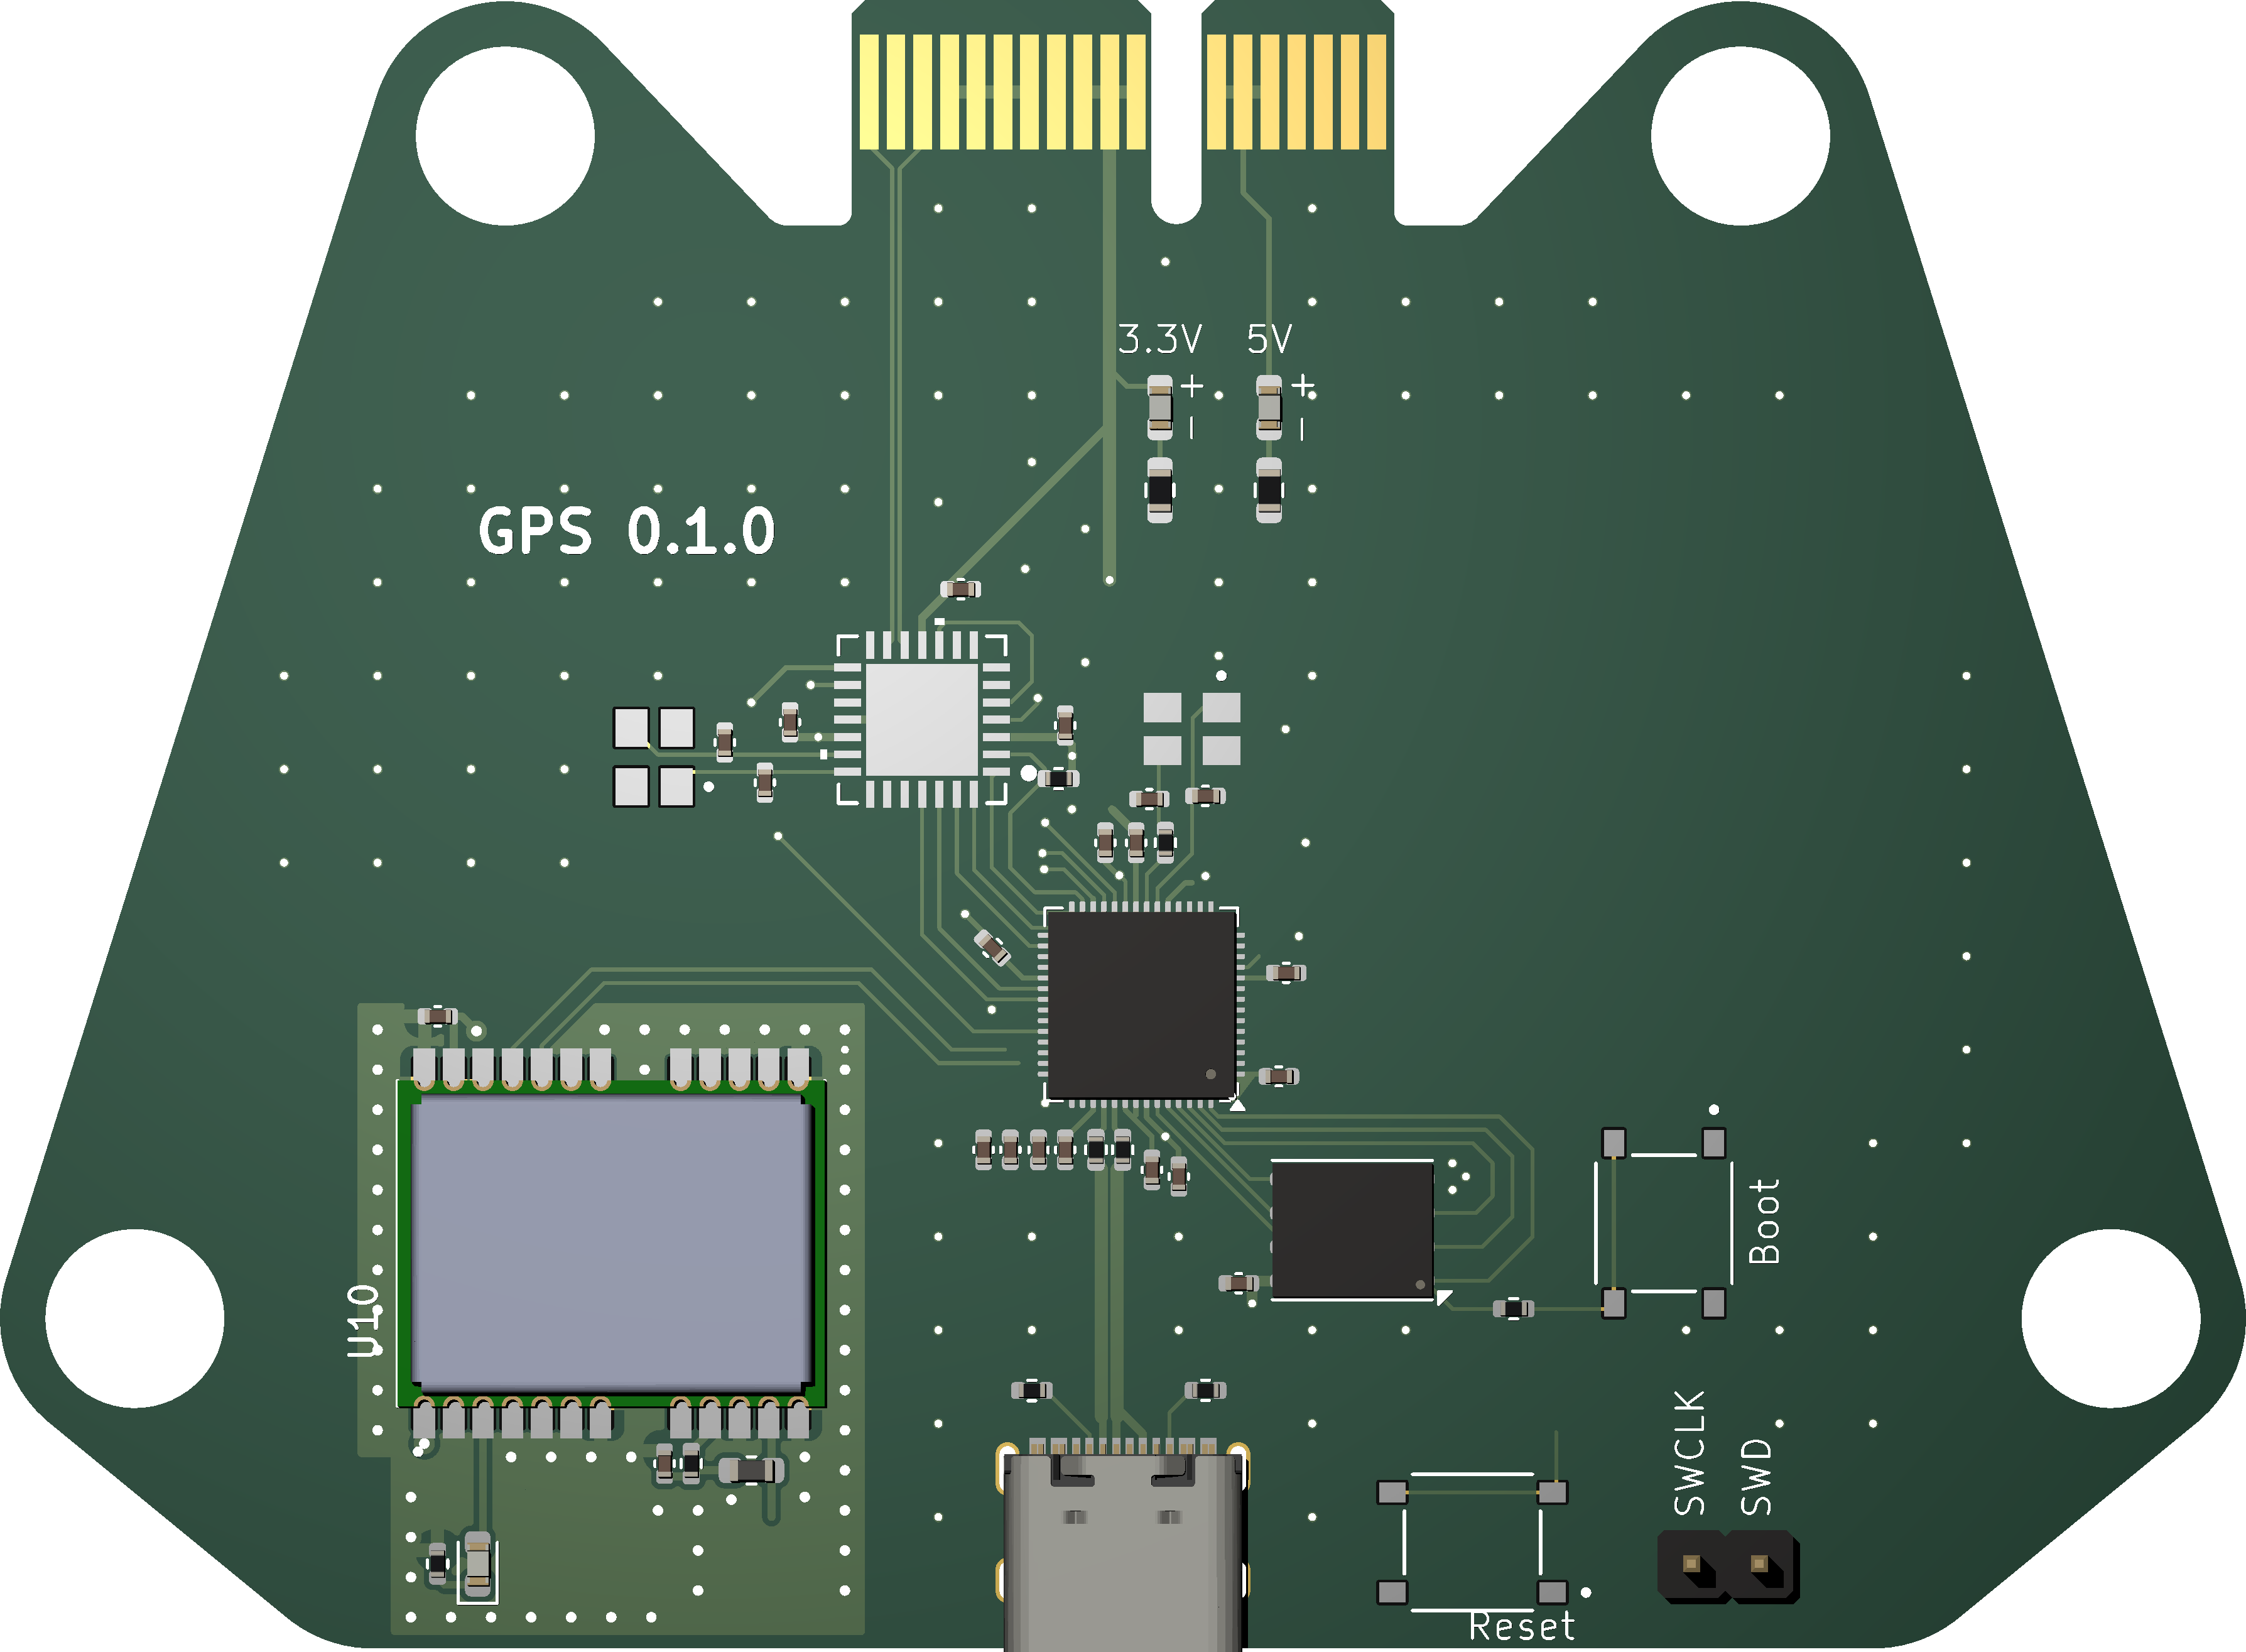 3.3V 5V
+ +
- -
GPS 0.1.0
U10
Boot
SWCLK
SWD
Reset